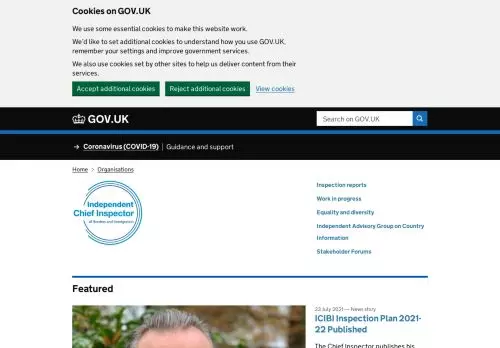 Cookies on GOV.UK
We use some essential cookies to make this website work.
We'd like to set additional cookies to understand how you use GOV.UK,
remember your settings and improve government services.
We also use cookies set by other sites to help us deliver content from their
services.
Accept additional cookies
Reject additional cookies
View cookies
GOV.UK
Search on GOV.UK
→ Coronavirus (COVID-19) | Guidance and support
Home > Organisations
Independent
Chief Inspector
of Borders and Immigration
Inspection reports
Work in progress
Equality and diversity
Independent Advisory Group on Country
Information
Stakeholder Forums
Featured
23 July 2021 — News story
ICIBI Inspection Plan 2021-
22 Published
The Chief Inspector publishes his